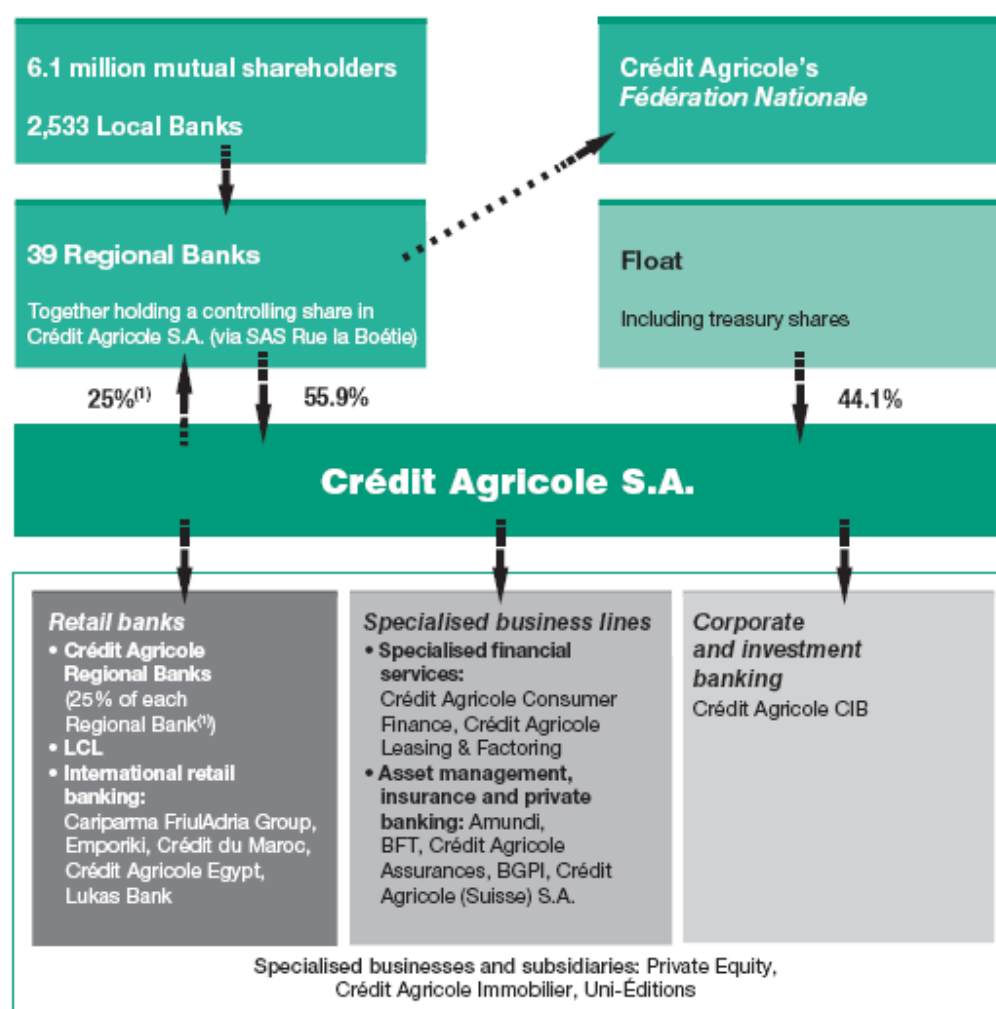 6.1 million mutual shareholders
2,533 Local Banks
Crédit Agricole's
Fédération Nationale
39 Regional Banks
Together holding a controlling share in
Crédit Agricole S.A. (via SAS Rue la Boétie)
Float
Including treasury shares
25%(1)
55.9%
44.1%
Crédit Agricole S.A.
Retail banks
• Crédit Agricole
Regional Banks
(25% of each
Regional Bank(1))
• LCL
• International retail
banking:
Cariparma FriulAdria Group,
Emporiki, Crédit du Maroc,
Crédit Agricole Egypt,
Lukas Bank
Specialised business lines
• Specialised financial
services:
Crédit Agricole Consumer
Finance, Crédit Agricole
Leasing & Factoring
• Asset management,
insurance and private
banking: Amundi,
BFT, Crédit Agricole
Assurances, BGPI, Crédit
Agricole (Suisse) S.A.
Corporate
and investment
banking
Crédit Agricole CIB
Specialised businesses and subsidiaries: Private Equity,
Crédit Agricole Immobilier, Uni-Éditions